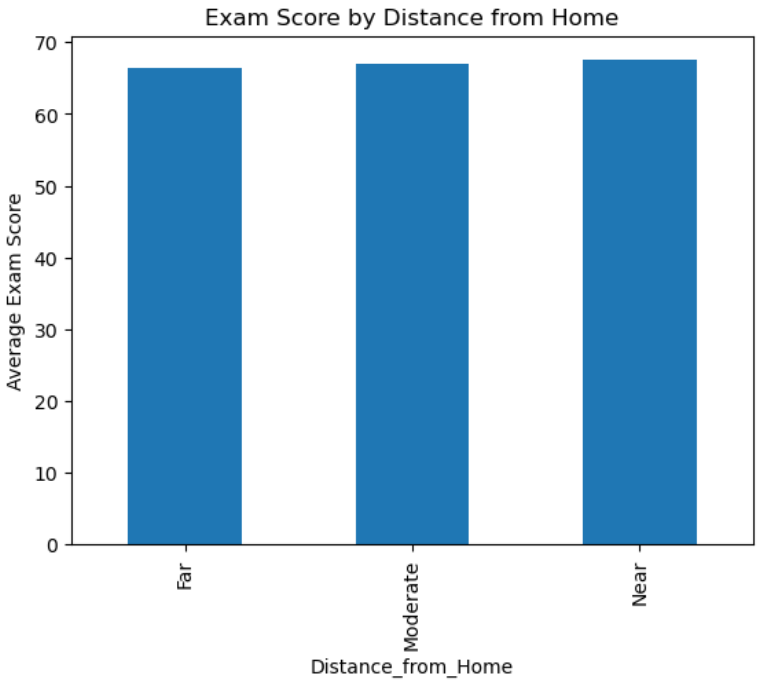 Exam Score by Distance from Home
Average Exam Score
70
60
50
40
30
20
10
0
Far
Moderate
Near
Distance_from_Home